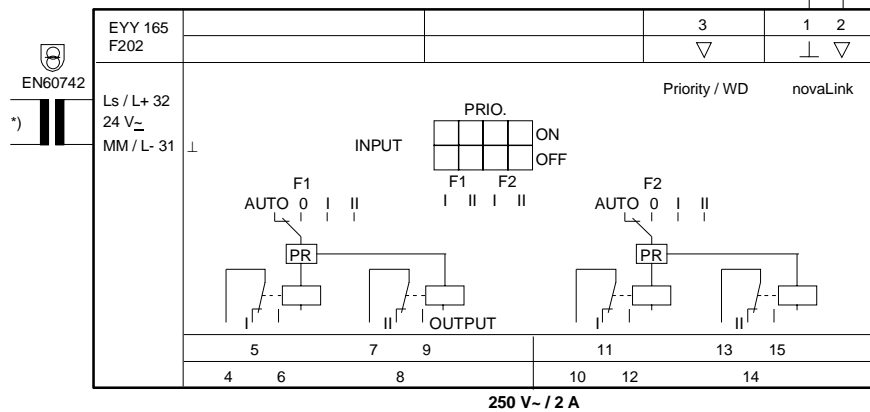 EYY 165
F202
3 1 2
EN60742
Priority / WD novaLink
Ls / L+ 32
*) 24 V
MM / L- 31 ⊥
PRIO.
INPUT ON
OFF
F1 F2
I II I II
F1
AUTO 0 I II
F2
AUTO 0 I II
PR PR
I II OUTPUT I II
5 7 9 11 13 15
4 6 8 10 12 14
250 V~ / 2 A